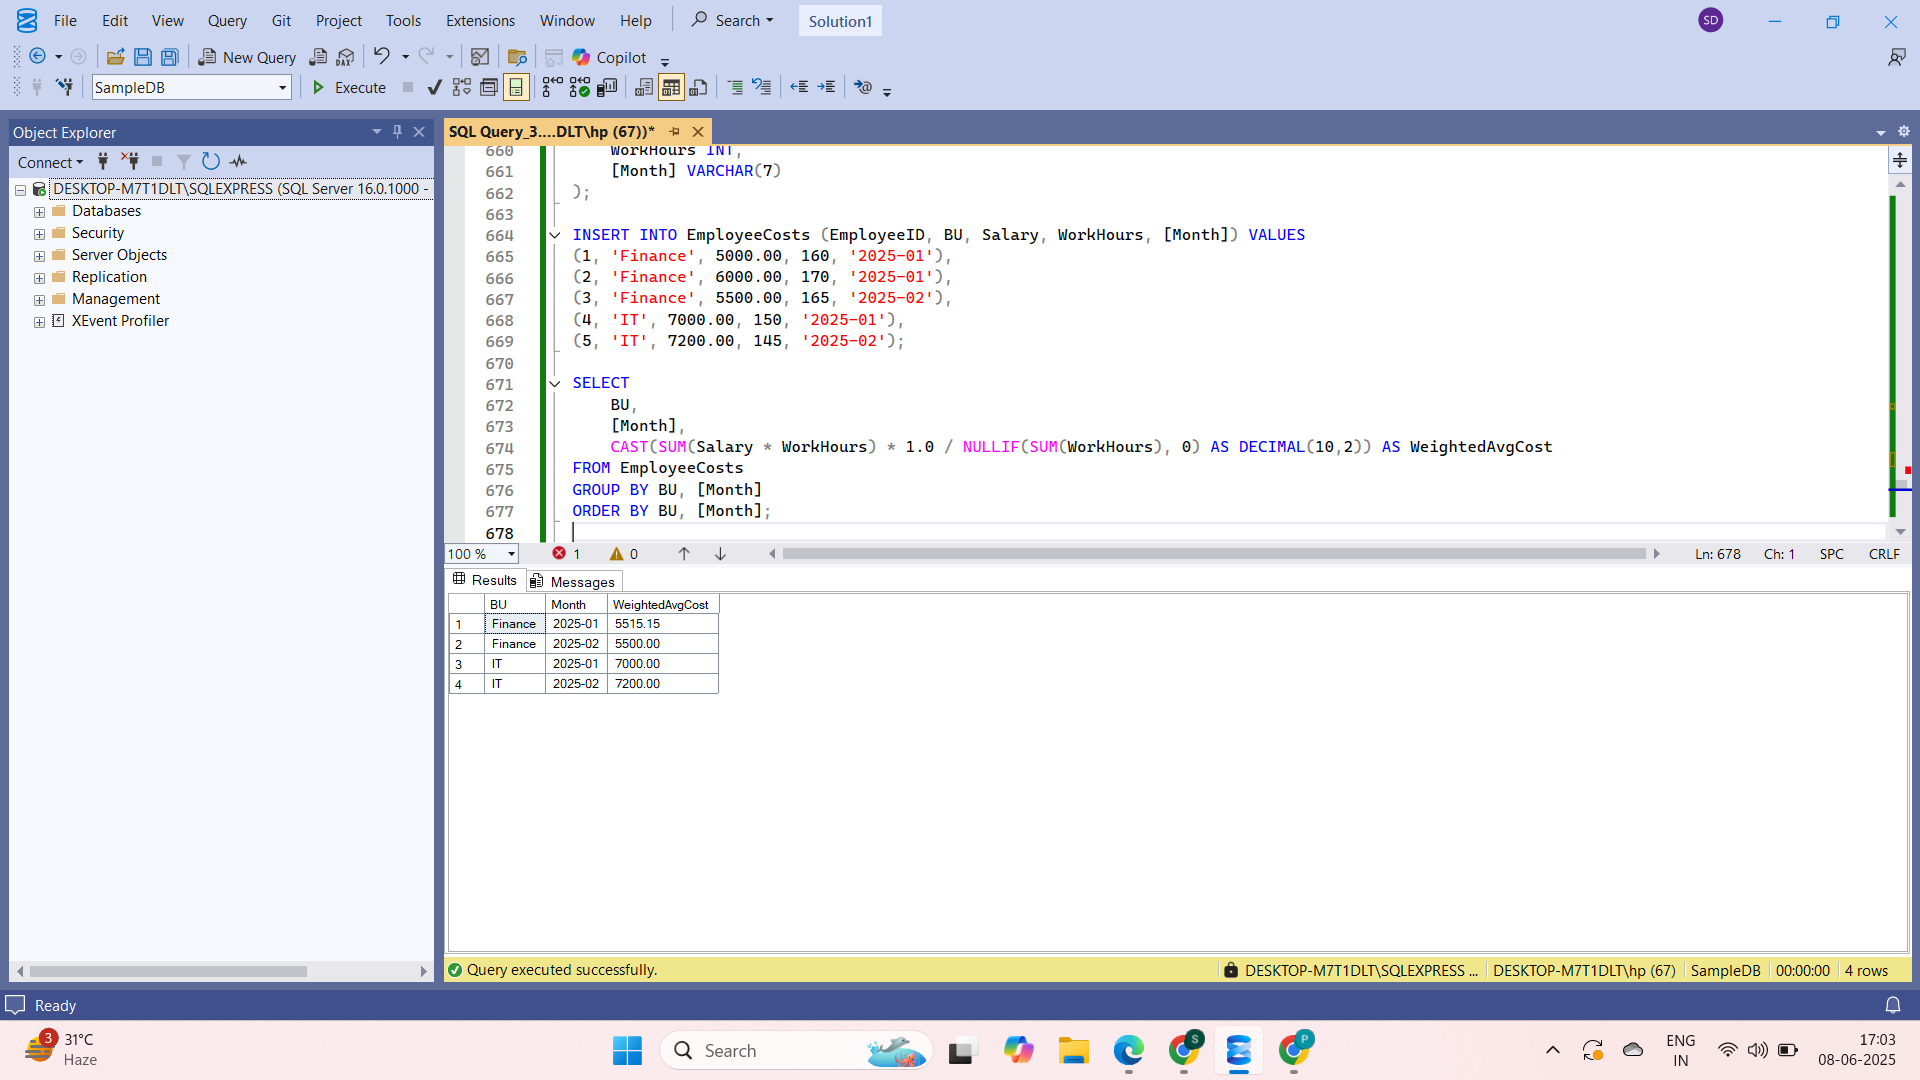 File Edit View Query Git Project Tools Extensions Window Help Search Solution1 SD
New Query DAX Copilot
SampleDB Execute
Object Explorer
Connect
DESKTOP-M7T1DLT\SQLEXPRESS (SQL Server 16.0.1000 -
Databases
Security
Server Objects
Replication
Management
XEvent Profiler
SQL Query_3....DLT\hp (67))*
660 WorkHours INT,
661 [Month] VARCHAR(7)
662 );
663
664 INSERT INTO EmployeeCosts (EmployeeID, BU, Salary, WorkHours, [Month]) VALUES
665 (1, 'Finance', 5000.00, 160, '2025-01'),
666 (2, 'Finance', 6000.00, 170, '2025-01'),
667 (3, 'Finance', 5500.00, 165, '2025-02'),
668 (4, 'IT', 7000.00, 150, '2025-01'),
669 (5, 'IT', 7200.00, 145, '2025-02');
670
671 SELECT
672 BU,
673 [Month],
674 CAST(SUM(Salary * WorkHours) * 1.0 / NULLIF(SUM(WorkHours), 0) AS DECIMAL(10,2)) AS WeightedAvgCost
675 FROM EmployeeCosts
676 GROUP BY BU, [Month]
677 ORDER BY BU, [Month];
678
100 % 1 0 Ln: 678 Ch: 1 SPC CRLF
Results Messages
BU Month WeightedAvgCost
1 Finance 2025-01 5515.15
2 Finance 2025-02 5500.00
3 IT 2025-01 7000.00
4 IT 2025-02 7200.00
Query executed successfully. DESKTOP-M7T1DLT\SQLEXPRESS ... DESKTOP-M7T1DLT\hp (67) SampleDB 00:00:00 4 rows
Ready
3 31°C
Haze
Search
S
P
ENG
IN
17:03
08-06-2025